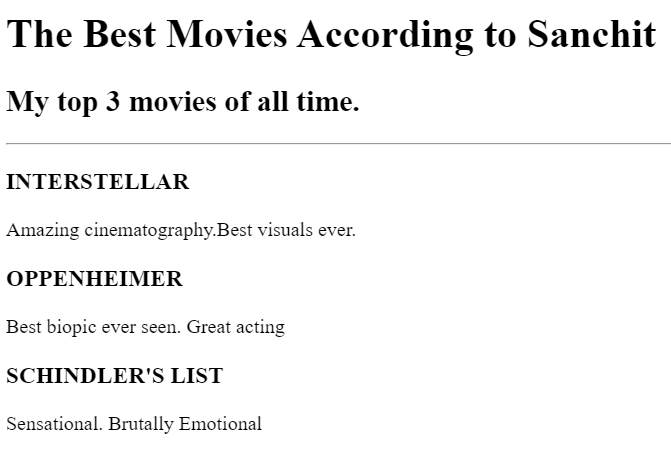 The Best Movies According to Sanchit
My top 3 movies of all time.
INTERSTELLAR
Amazing cinematography.Best visuals ever.
OPPENHEIMER
Best biopic ever seen. Great acting
SCHINDLER'S LIST
Sensational. Brutally Emotional